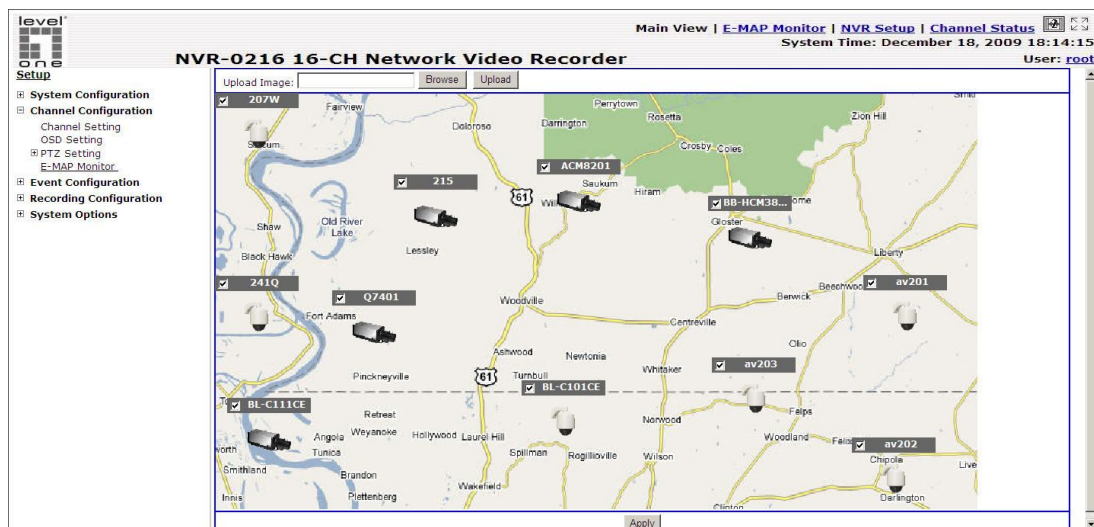 level one
Main View | E-MAP Monitor | NVR Setup | Channel Status
System Time: December 18, 2009 18:14:15
NVR-0216 16-CH Network Video Recorder
User: root
Setup
System Configuration
Channel Configuration
Channel Setting
OSD Setting
PTZ Setting
E-MAP Monitor
Event Configuration
Recording Configuration
System Options
Upload Image: Browse Upload
207W
Fairview
Perrytown
Doloroso
Darrington
Rosetta
Zion Hill
Crosby Coles
ACM8201
215
Saukum
Hiram
61
BB-HCM38...
Gloster
Shaw
Old River Lake
Lessley
Black Hawk
Liberty
241Q
Beechwoo
av201
Q7401
Woodville
Berwick
Fort Adams
Centreville
Olio
Ashwood
Newtonia
av203
Whitaker
Pinckneyville
61
Turnbull
BL-C101CE
BL-C111CE
Retreat
Felps
Norwood
Angola
Weyanoke
Hollywood
Laurel Hill
Woodland
av202
worth
Tunica
Spillman
Rogillioville
Wilson
Chipola
Smithland
Live
Brandon
Wakefield
Innis
Plettenberg
Darlington
Clinton
Apply